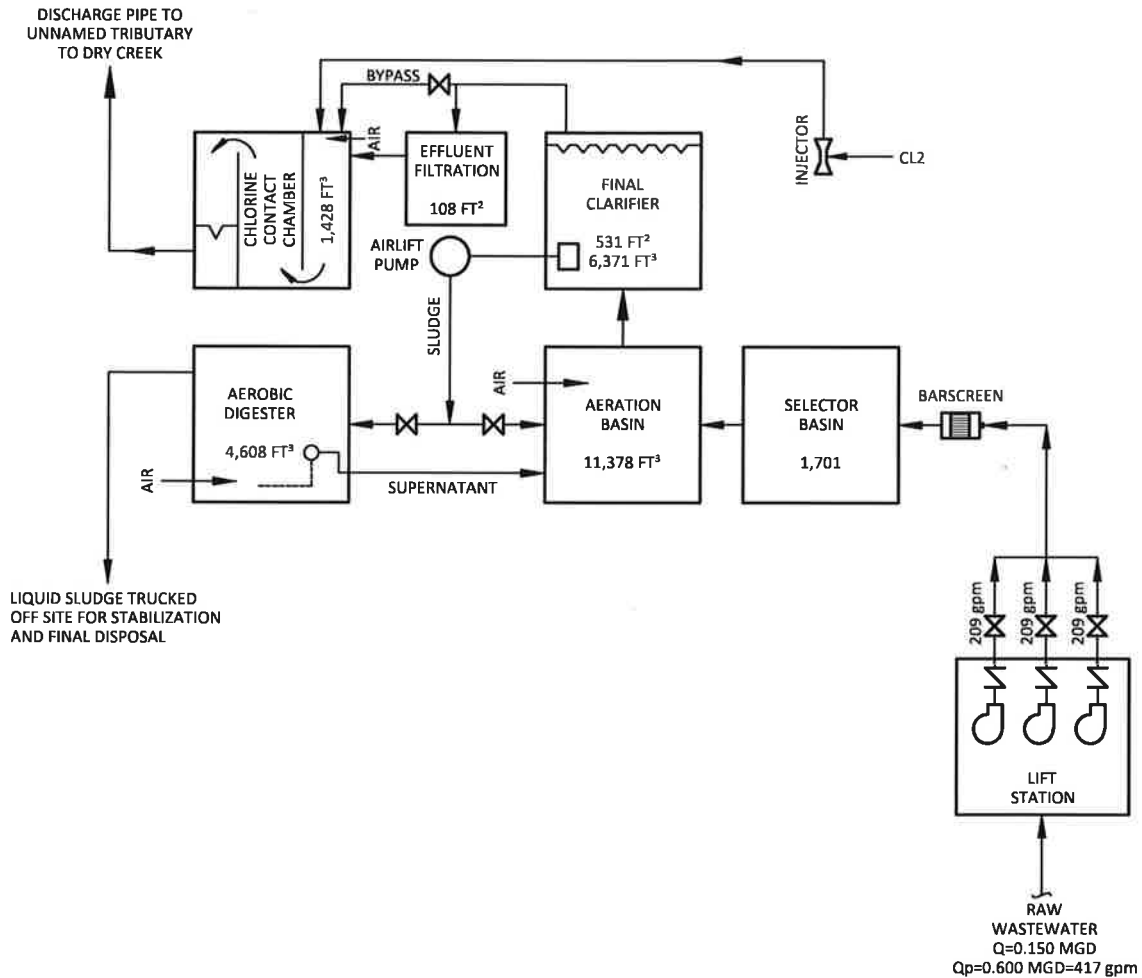 DISCHARGE PIPE TO
UNNAMED TRIBUTARY
TO DRY CREEK
BYPASS
AIR
EFFLUENT
FILTRATION
108 FT²
CHLORINE
CONTACT
CHAMBER
1,428 FT³
FINAL
CLARIFIER
531 FT²
6,371 FT³
INJECTOR
CL2
AIRLIFT
PUMP
SLUDGE
AEROBIC
DIGESTER
4,608 FT³
AIR
SUPERNATANT
AIR
AERATION
BASIN
11,378 FT³
SELECTOR
BASIN
1,701
BARSCREEN
LIQUID SLUDGE TRUCKED
OFF SITE FOR STABILIZATION
AND FINAL DISPOSAL
209 gpm
209 gpm
209 gpm
LIFT
STATION
RAW
WASTEWATER
Q=0.150 MGD
Qp=0.600 MGD=417 gpm